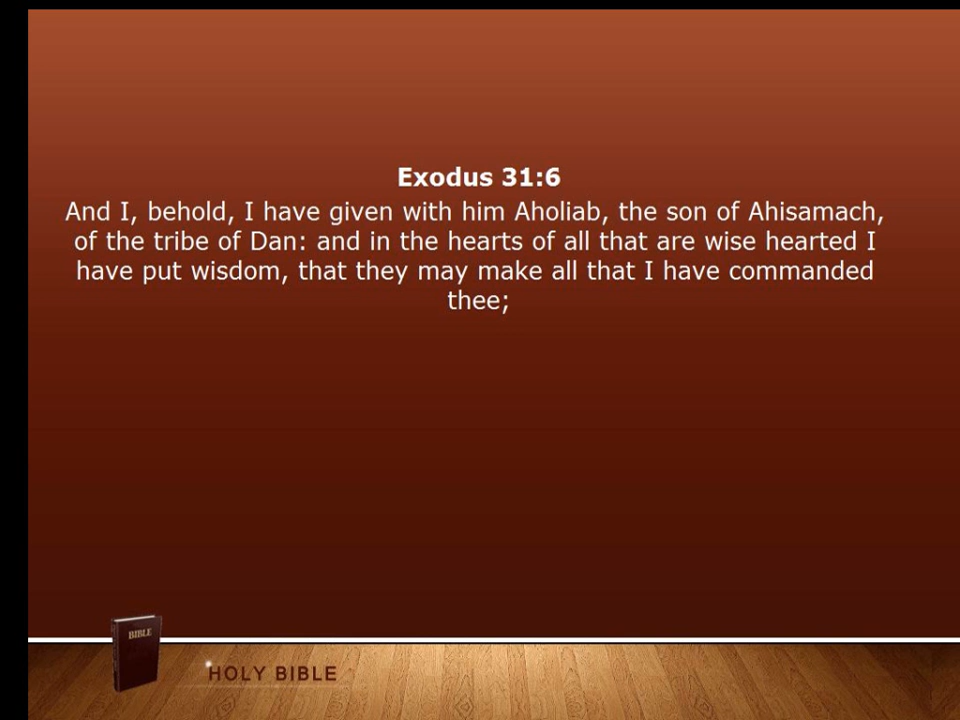 Exodus 31:6
And I, behold, I have given with him Aholiab, the son of Ahisamach,
of the tribe of Dan: and in the hearts of all that are wise hearted I
have put wisdom, that they may make all that I have commanded
thee;
BIBLE
HOLY BIBLE